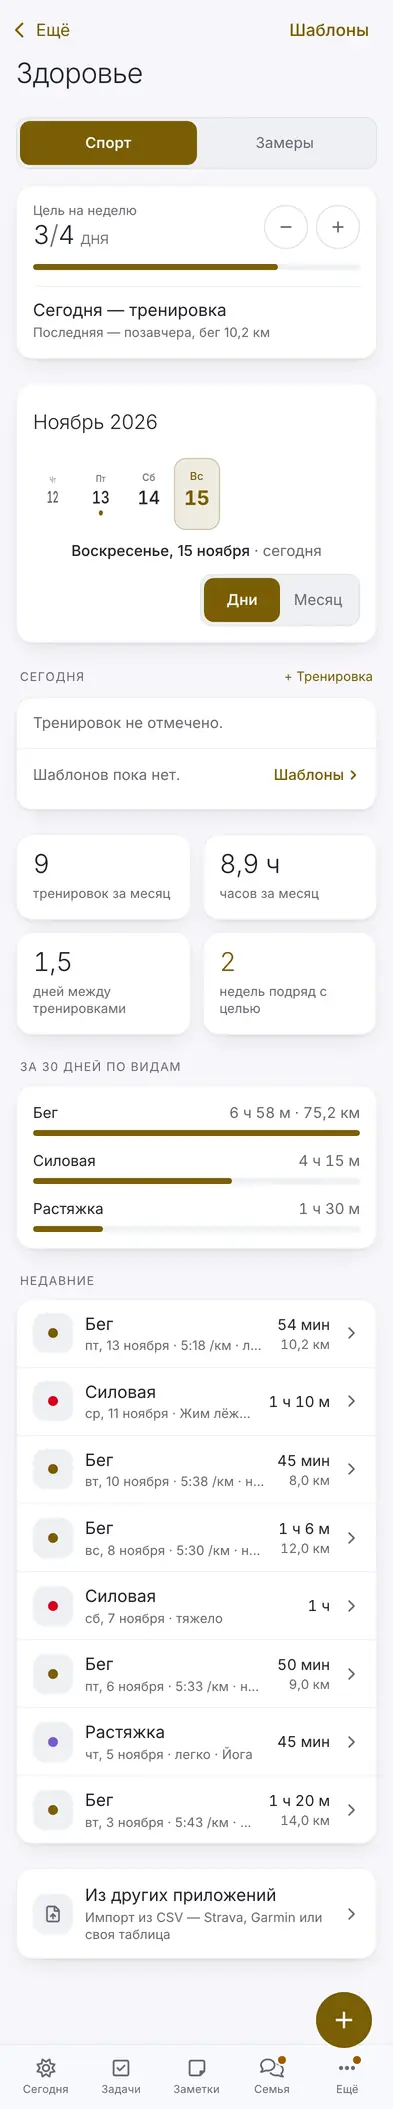 Ещё
Шаблоны
Здоровье
Спорт
Замеры
Цель на неделю
3/4 дня
Сегодня — тренировка
Последняя — позавчера, бег 10,2 км
Ноябрь 2026
Чт Пт Сб Вс
12 13 14 15
Воскресенье, 15 ноября · сегодня
Дни
Месяц
СЕГОДНЯ
+ Тренировка
Тренировок не отмечено.
Шаблонов пока нет.
Шаблоны
9
тренировок за месяц
8,9 ч
часов за месяц
1,5
дней между
тренировками
2
недель подряд с
целью
ЗА 30 ДНЕЙ ПО ВИДАМ
Бег
6 ч 58 м · 75,2 км
Силовая
4 ч 15 м
Растяжка
1 ч 30 м
НЕДАВНИЕ
Бег
54 мин
пт, 13 ноября · 5:18 /км · л…
10,2 км
Силовая
ср, 11 ноября · Жим лёж…
1 ч 10 м
Бег
45 мин
вт, 10 ноября · 5:38 /км · н…
8,0 км
Бег
1 ч 6 м
вс, 8 ноября · 5:30 /км · н…
12,0 км
Силовая
сб, 7 ноября · тяжело
1 ч
Бег
50 мин
пт, 6 ноября · 5:33 /км · н…
9,0 км
Растяжка
чт, 5 ноября · легко · Йога
45 мин
Бег
1 ч 20 м
вт, 3 ноября · 5:43 /км · …
14,0 км
Из других приложений
Импорт из CSV — Strava, Garmin или
своя таблица
Сегодня
Задачи
Заметки
Семья
Ещё